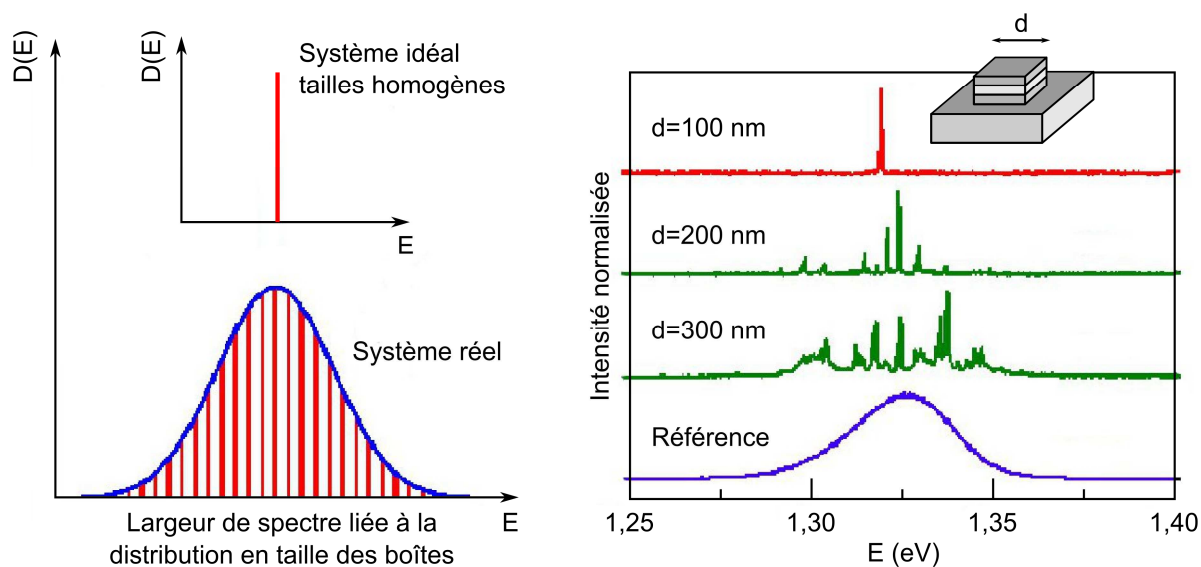 D(E)
D(E)
Système idéal
tailles homogènes
E
Système réel
E
Largeur de spectre liée à la
distribution en taille des boîtes
d
Intensité normalisée
d=100 nm
d=200 nm
d=300 nm
Référence
1,25
1,30
1,35
1,40
E (eV)